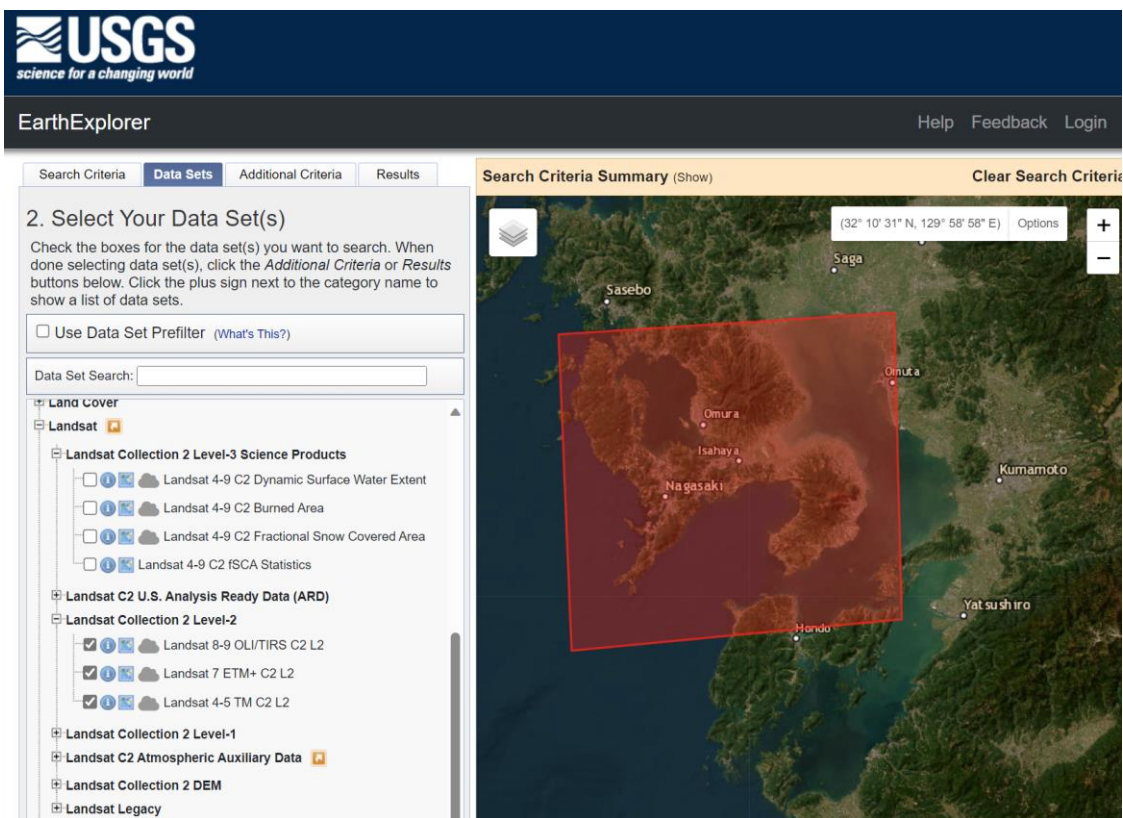 USGS
science for a changing world
EarthExplorer
Help Feedback Login
Search Criteria Data Sets Additional Criteria Results
2. Select Your Data Set(s)
Check the boxes for the data set(s) you want to search. When
done selecting data set(s), click the Additional Criteria or Results
buttons below. Click the plus sign next to the category name to
show a list of data sets.
Use Data Set Prefilter (What's This?)
Data Set Search:
Land Cover
Landsat
Landsat Collection 2 Level-3 Science Products
Landsat 4-9 C2 Dynamic Surface Water Extent
Landsat 4-9 C2 Burned Area
Landsat 4-9 C2 Fractional Snow Covered Area
Landsat 4-9 C2 fSCA Statistics
Landsat C2 U.S. Analysis Ready Data (ARD)
Landsat Collection 2 Level-2
Landsat 8-9 OLI/TIRS C2 L2
Landsat 7 ETM+ C2 L2
Landsat 4-5 TM C2 L2
Landsat Collection 2 Level-1
Landsat C2 Atmospheric Auxiliary Data
Landsat Collection 2 DEM
Landsat Legacy
Search Criteria Summary (Show)
Clear Search Criteria
(32° 10' 31" N, 129° 58' 58" E) Options
+
−
Saga
Sasebo
Omuta
Omura
Isahaya
Kumamoto
Nagasaki
Yatsushiro
Hondo